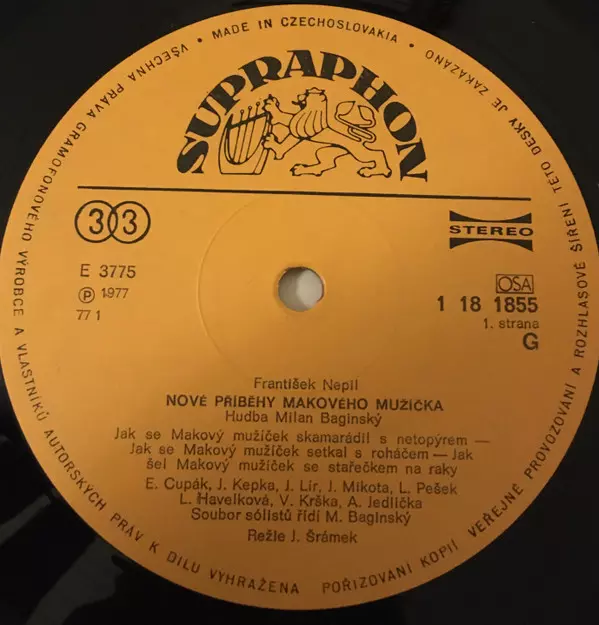 • MADE IN CZECHOSLOVAKIA •
VŠECHNA PRÁVA GRAMOFONOVÉHO VÝROBCE A VLASTNÍKŮ AUTORSKÝCH PRÁV K DÍLU VYHRAŽENA
POŘIZOVÁNÍ KOPIÍ VEŘEJNÉ PROVOZOVÁNÍ A ROZHLASOVÉ ŠÍŘENÍ TÉTO DESKY JE ZAKÁZÁNO
SUPRAPHON
33
STEREO
E 3775
Ⓟ 1977
77 1
OSA
1 18 1855
1. strana
G
František Nepil
NOVÉ PŘÍBĚHY MAKOVÉHO MUŽÍČKA
Hudba Milan Baginský
Jak se Makový mužíček skamarádil s netopýrem —
Jak se Makový mužíček setkal s roháčem — Jak
šel Makový mužíček se stařečkem na raky
E. Cupák, J. Kepka, J. Lír, J. Mikota, L. Pešek
L. Havelková, V. Krška, A. Jedlička
Soubor sólistů řídí M. Baginský
Režie J. Šrámek